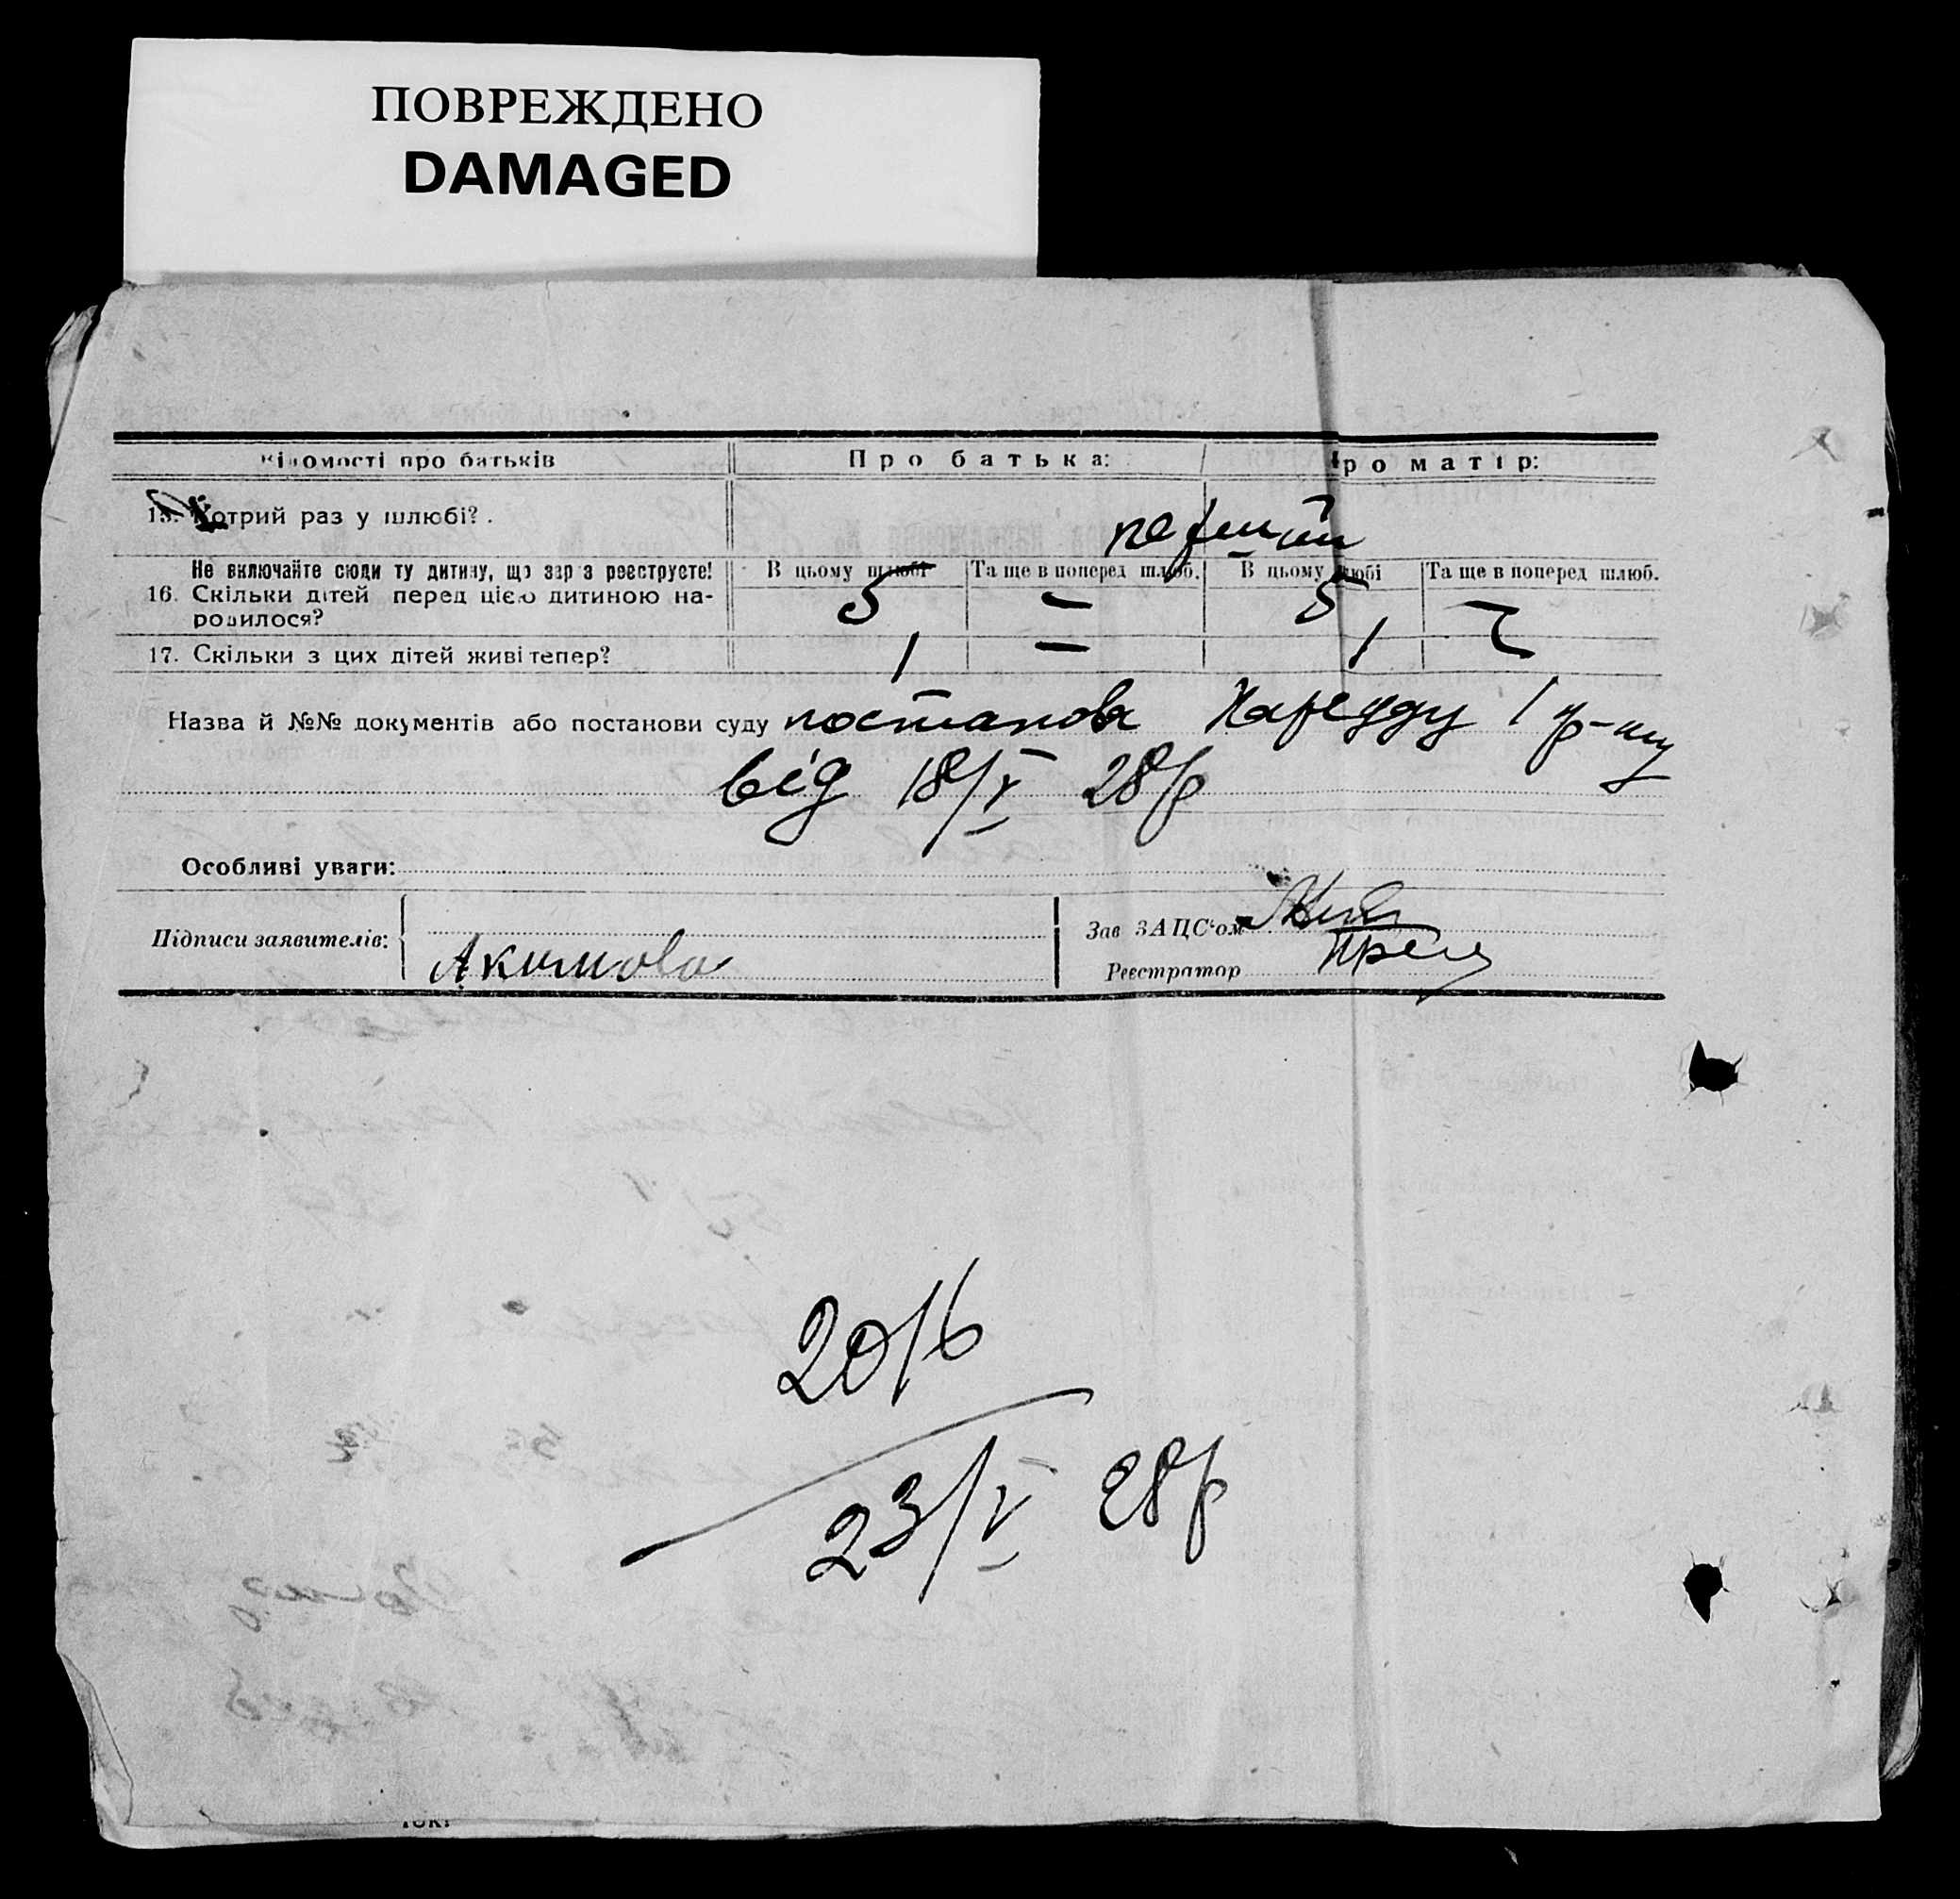 ПОВРЕЖДЕНО
DAMAGED
Відомості про батьків Про батька: Про матір:
15. Котрий раз у шлюбі? перший
Не включайте сюди ту дитину, що зараз реєструєте! В цьому шлюбі Та ще в поперед шлюб. В цьому шлюбі Та ще в поперед шлюб.
16. Скільки дітей перед цією дитиною на-
родилося? 5 — 5 —
17. Скільки з цих дітей живі тепер? 1 — 1
Назва й №№ документів або постанови суду постанова Нарсуду 1 р-ну
від 18/V 28 р
Особливі уваги:
Підписи заявителів: Зав ЗАЦС'ом
Акимова Реєстратор
2016
23/V 28 р